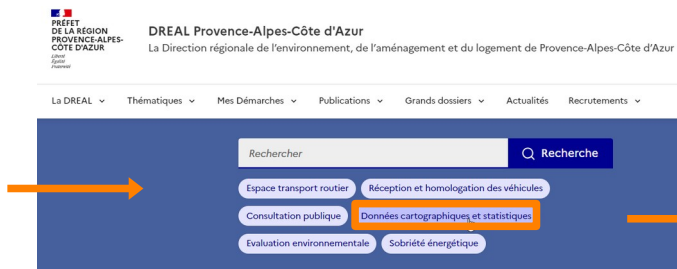 PRÉFET
DE LA RÉGION
PROVENCE-ALPES-
CÔTE D'AZUR
Liberté
Égalité
Fraternité
DREAL Provence-Alpes-Côte d'Azur
La Direction régionale de l'environnement, de l'aménagement et du logement de Provence-Alpes-Côte d'Azur
La DREAL Thématiques Mes Démarches Publications Grands dossiers Actualités Recrutements
Rechercher Recherche
Espace transport routier Réception et homologation des véhicules
Consultation publique Données cartographiques et statistiques
Evaluation environnementale Sobriété énergétique